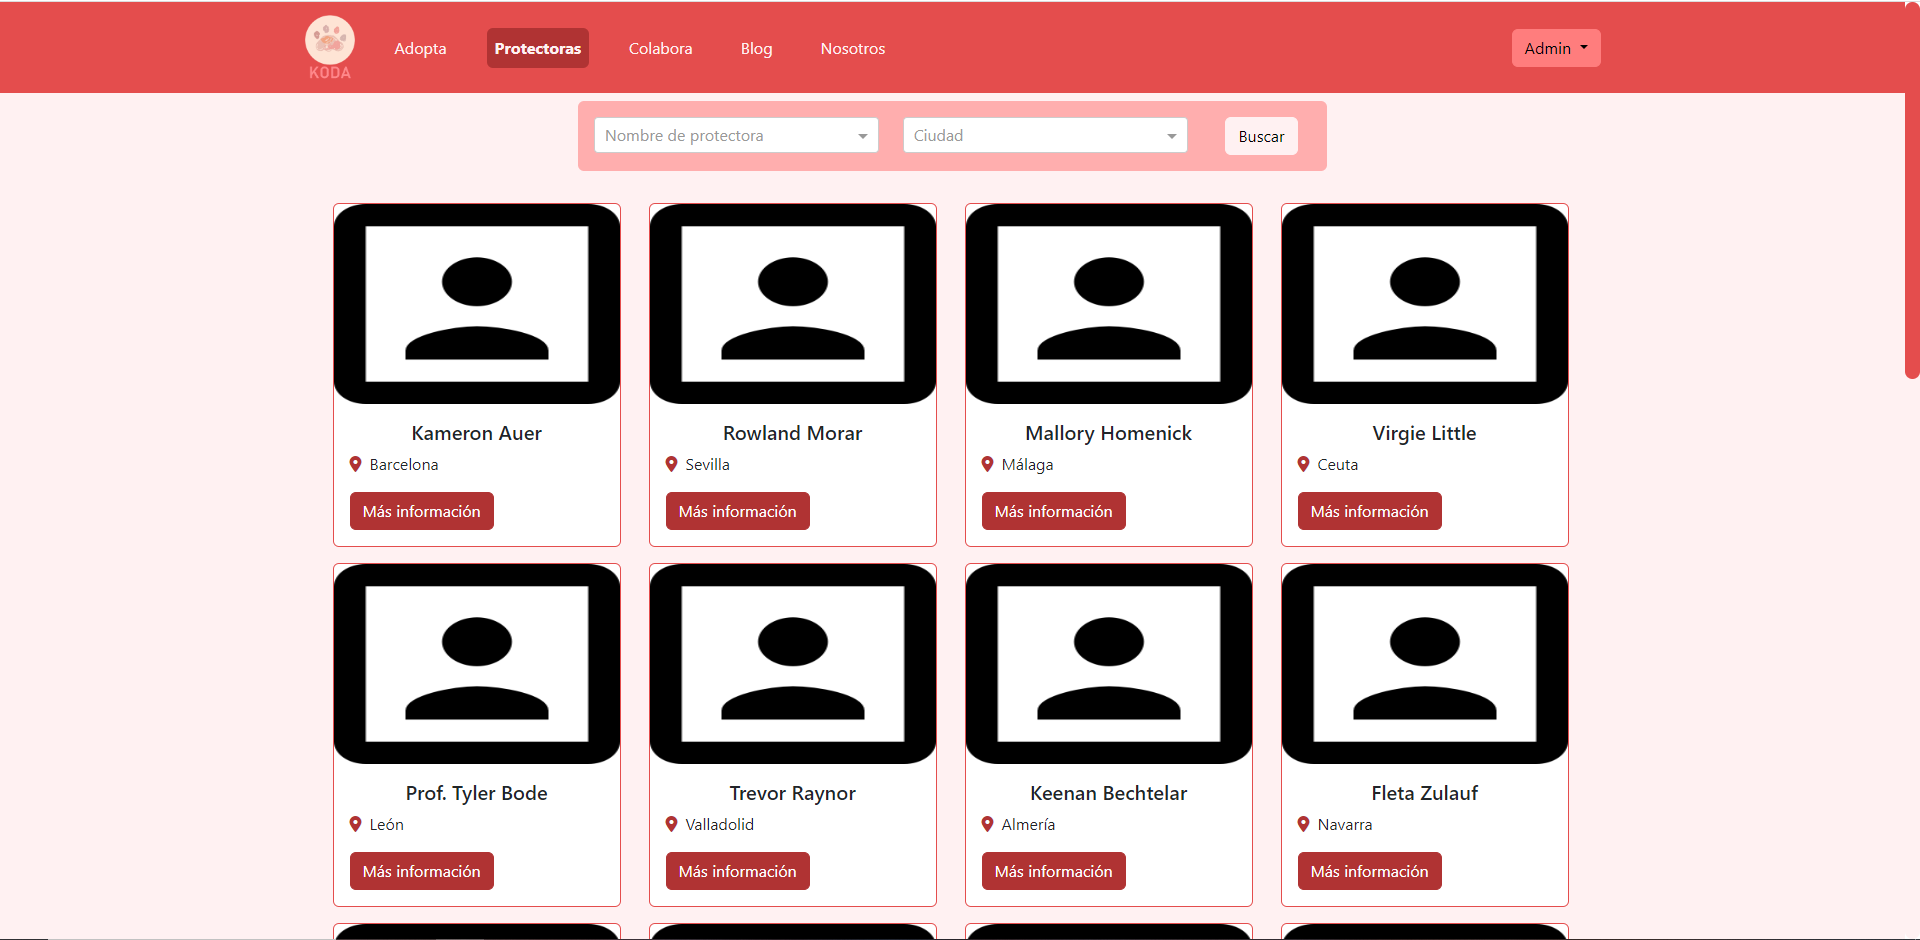 KODA
Adopta
Protectoras
Colabora
Blog
Nosotros
Admin
Nombre de protectora
Ciudad
Buscar
Kameron Auer
Barcelona
Más información
Rowland Morar
Sevilla
Más información
Mallory Homenick
Málaga
Más información
Virgie Little
Ceuta
Más información
Prof. Tyler Bode
León
Más información
Trevor Raynor
Valladolid
Más información
Keenan Bechtelar
Almería
Más información
Fleta Zulauf
Navarra
Más información